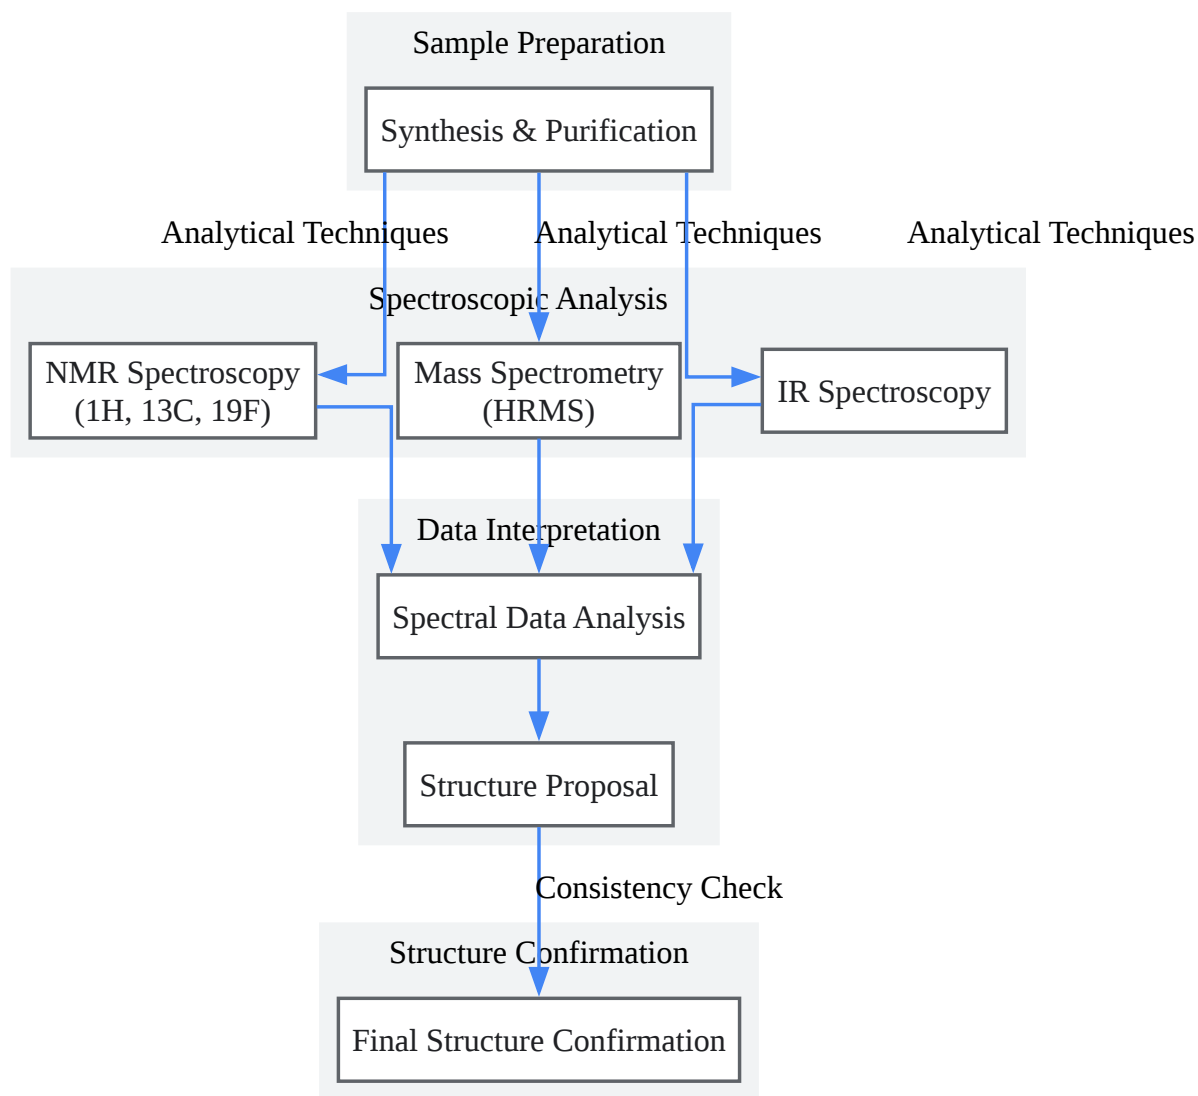 Sample Preparation
Synthesis & Purification
Analytical Techniques
Analytical Techniques
Analytical Techniques
Spectroscopic Analysis
NMR Spectroscopy
(1H, 13C, 19F)
Mass Spectrometry
(HRMS)
IR Spectroscopy
Data Interpretation
Spectral Data Analysis
Structure Proposal
Consistency Check
Structure Confirmation
Final Structure Confirmation